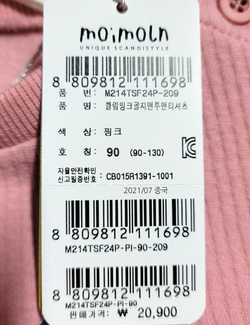 moimoln
UNIQUE SCANDISTYLE
8 809812 111698
품 번: M214TSF24P-209
품 명: 클림핑크골지맨투맨티셔츠
색 상: 핑크
호 칭: 90 (90-130)
자율안전확인
신고필증번호: CB015R1391-1001
2021/07 중국
8 809812 111698
M214TSF24P-PI-90-209
8 809812 111698
M214TSF24P-PI-90
판매가격: ₩ 20,900